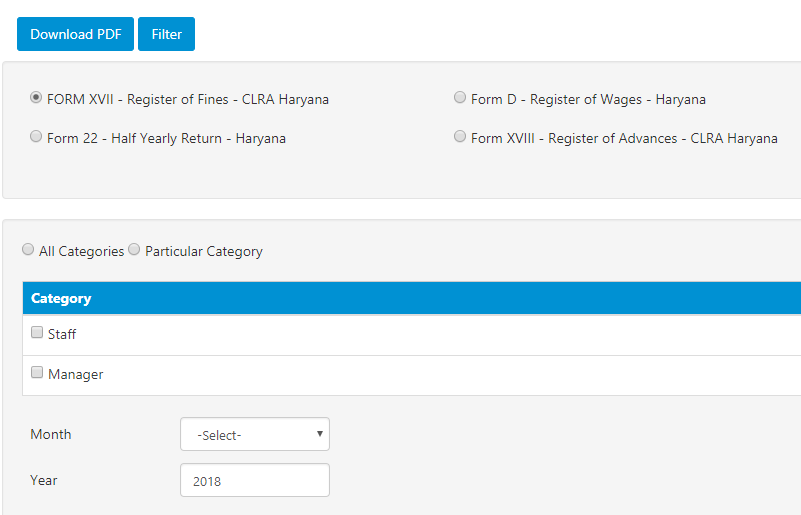 Download PDF Filter
FORM XVII - Register of Fines - CLRA Haryana Form D - Register of Wages - Haryana
Form 22 - Half Yearly Return - Haryana Form XVIII - Register of Advances - CLRA Haryana
All Categories Particular Category
Category
Staff
Manager
Month -Select-
Year 2018